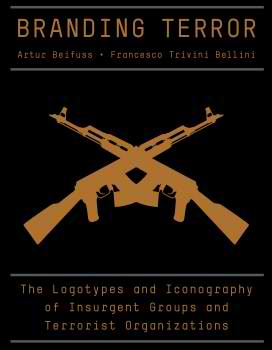 BRANDING TERROR
Artur Beifuss • Francesco Trivini Bellini
The Logotypes and Iconography
of Insurgent Groups and
Terrorist Organizations